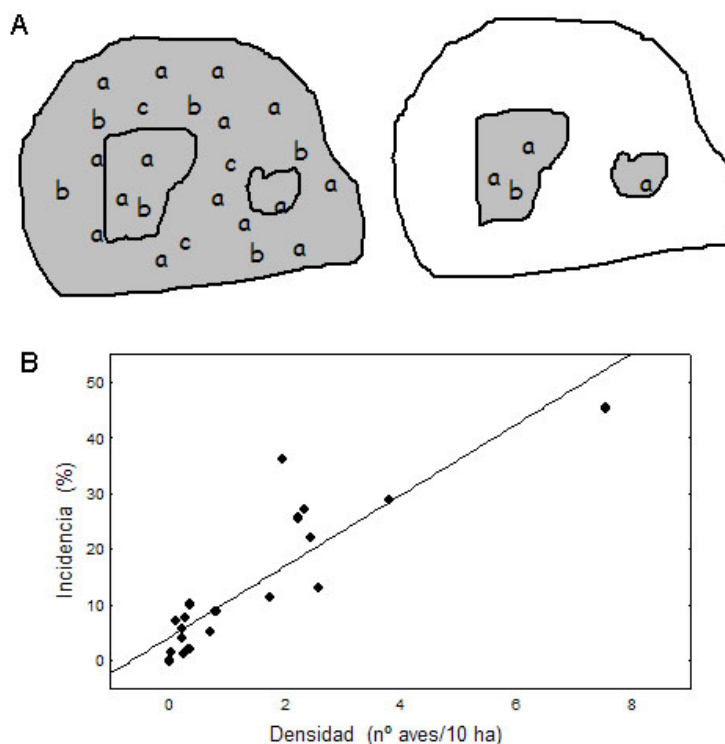 A
a a a
b c b a a
a a c b
b a b a a a
a a
a c b a
a
a b a
B
Incidencia (%)
50
40
30
20
10
0
0 2 4 6 8
Densidad (nº aves/10 ha)